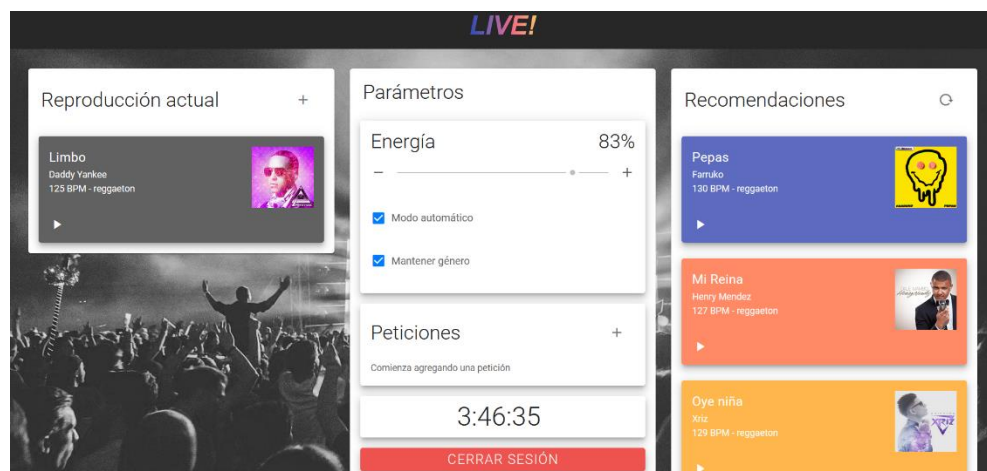 LIVE!
Reproducción actual
+
Limbo
Daddy Yankee
125 BPM - reggaeton
Parámetros
Energía 83%
− +
Modo automático
Mantener género
Peticiones +
Comienza agregando una petición
3:46:35
CERRAR SESIÓN
Recomendaciones
Pepas
Farruko
130 BPM - reggaeton
Mi Reina
Henry Mendez
127 BPM - reggaeton
Oye niña
Xriz
129 BPM - reggaeton
XRIZ